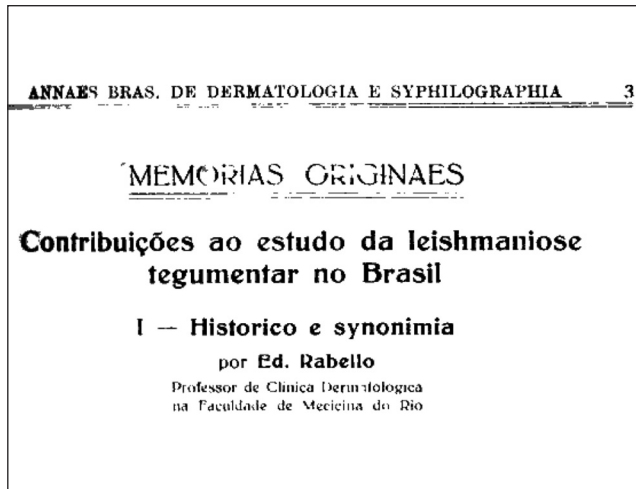 ANNAES BRAS. DE DERMATOLOGIA E SYPHILOGRAPHIA 3
MEMORIAS ORIGINAES
Contribuições ao estudo da leishmaniose
tegumentar no Brasil
I — Historico e synonimia
por Ed. Rabello
Professor de Clinica Dermatologica
na Faculdade de Medicina do Rio